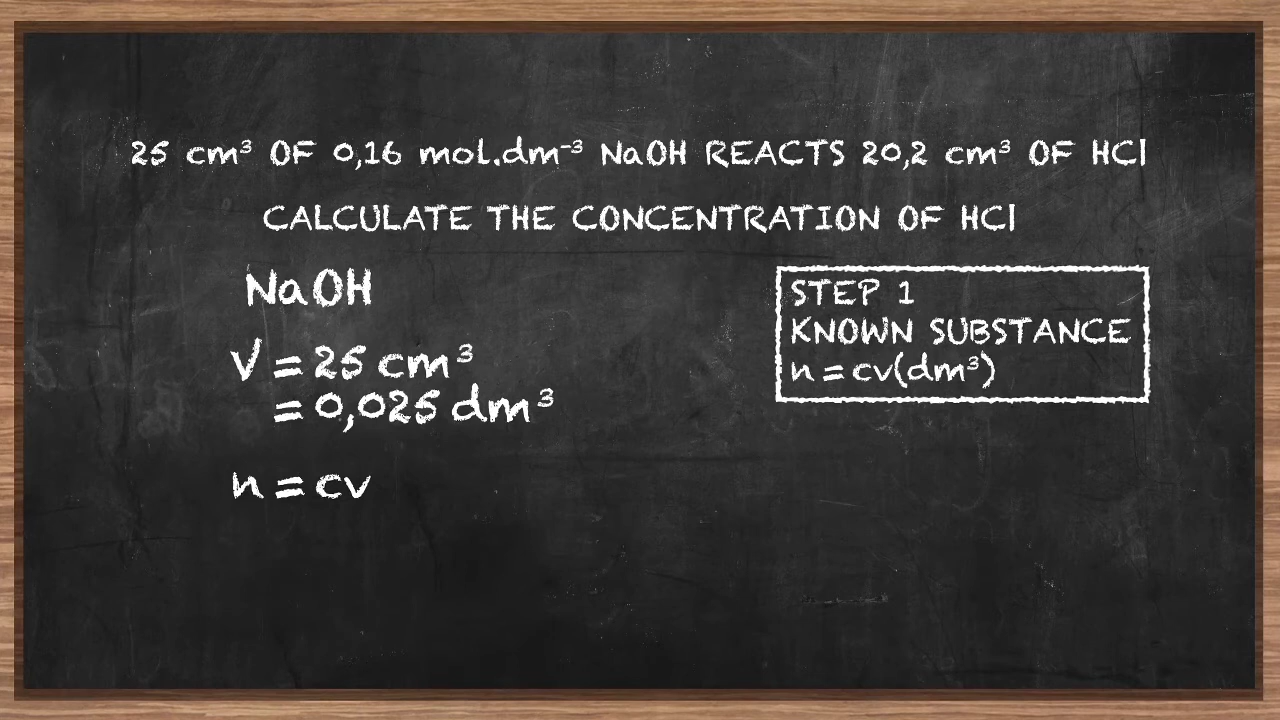 25 cm³ OF 0,16 mol.dm⁻³ NaOH REACTS 20,2 cm³ OF HCl
CALCULATE THE CONCENTRATION OF HCl
NaOH
V = 25 cm³
= 0,025 dm³
n = cv
STEP 1
KNOWN SUBSTANCE
n = cv(dm³)